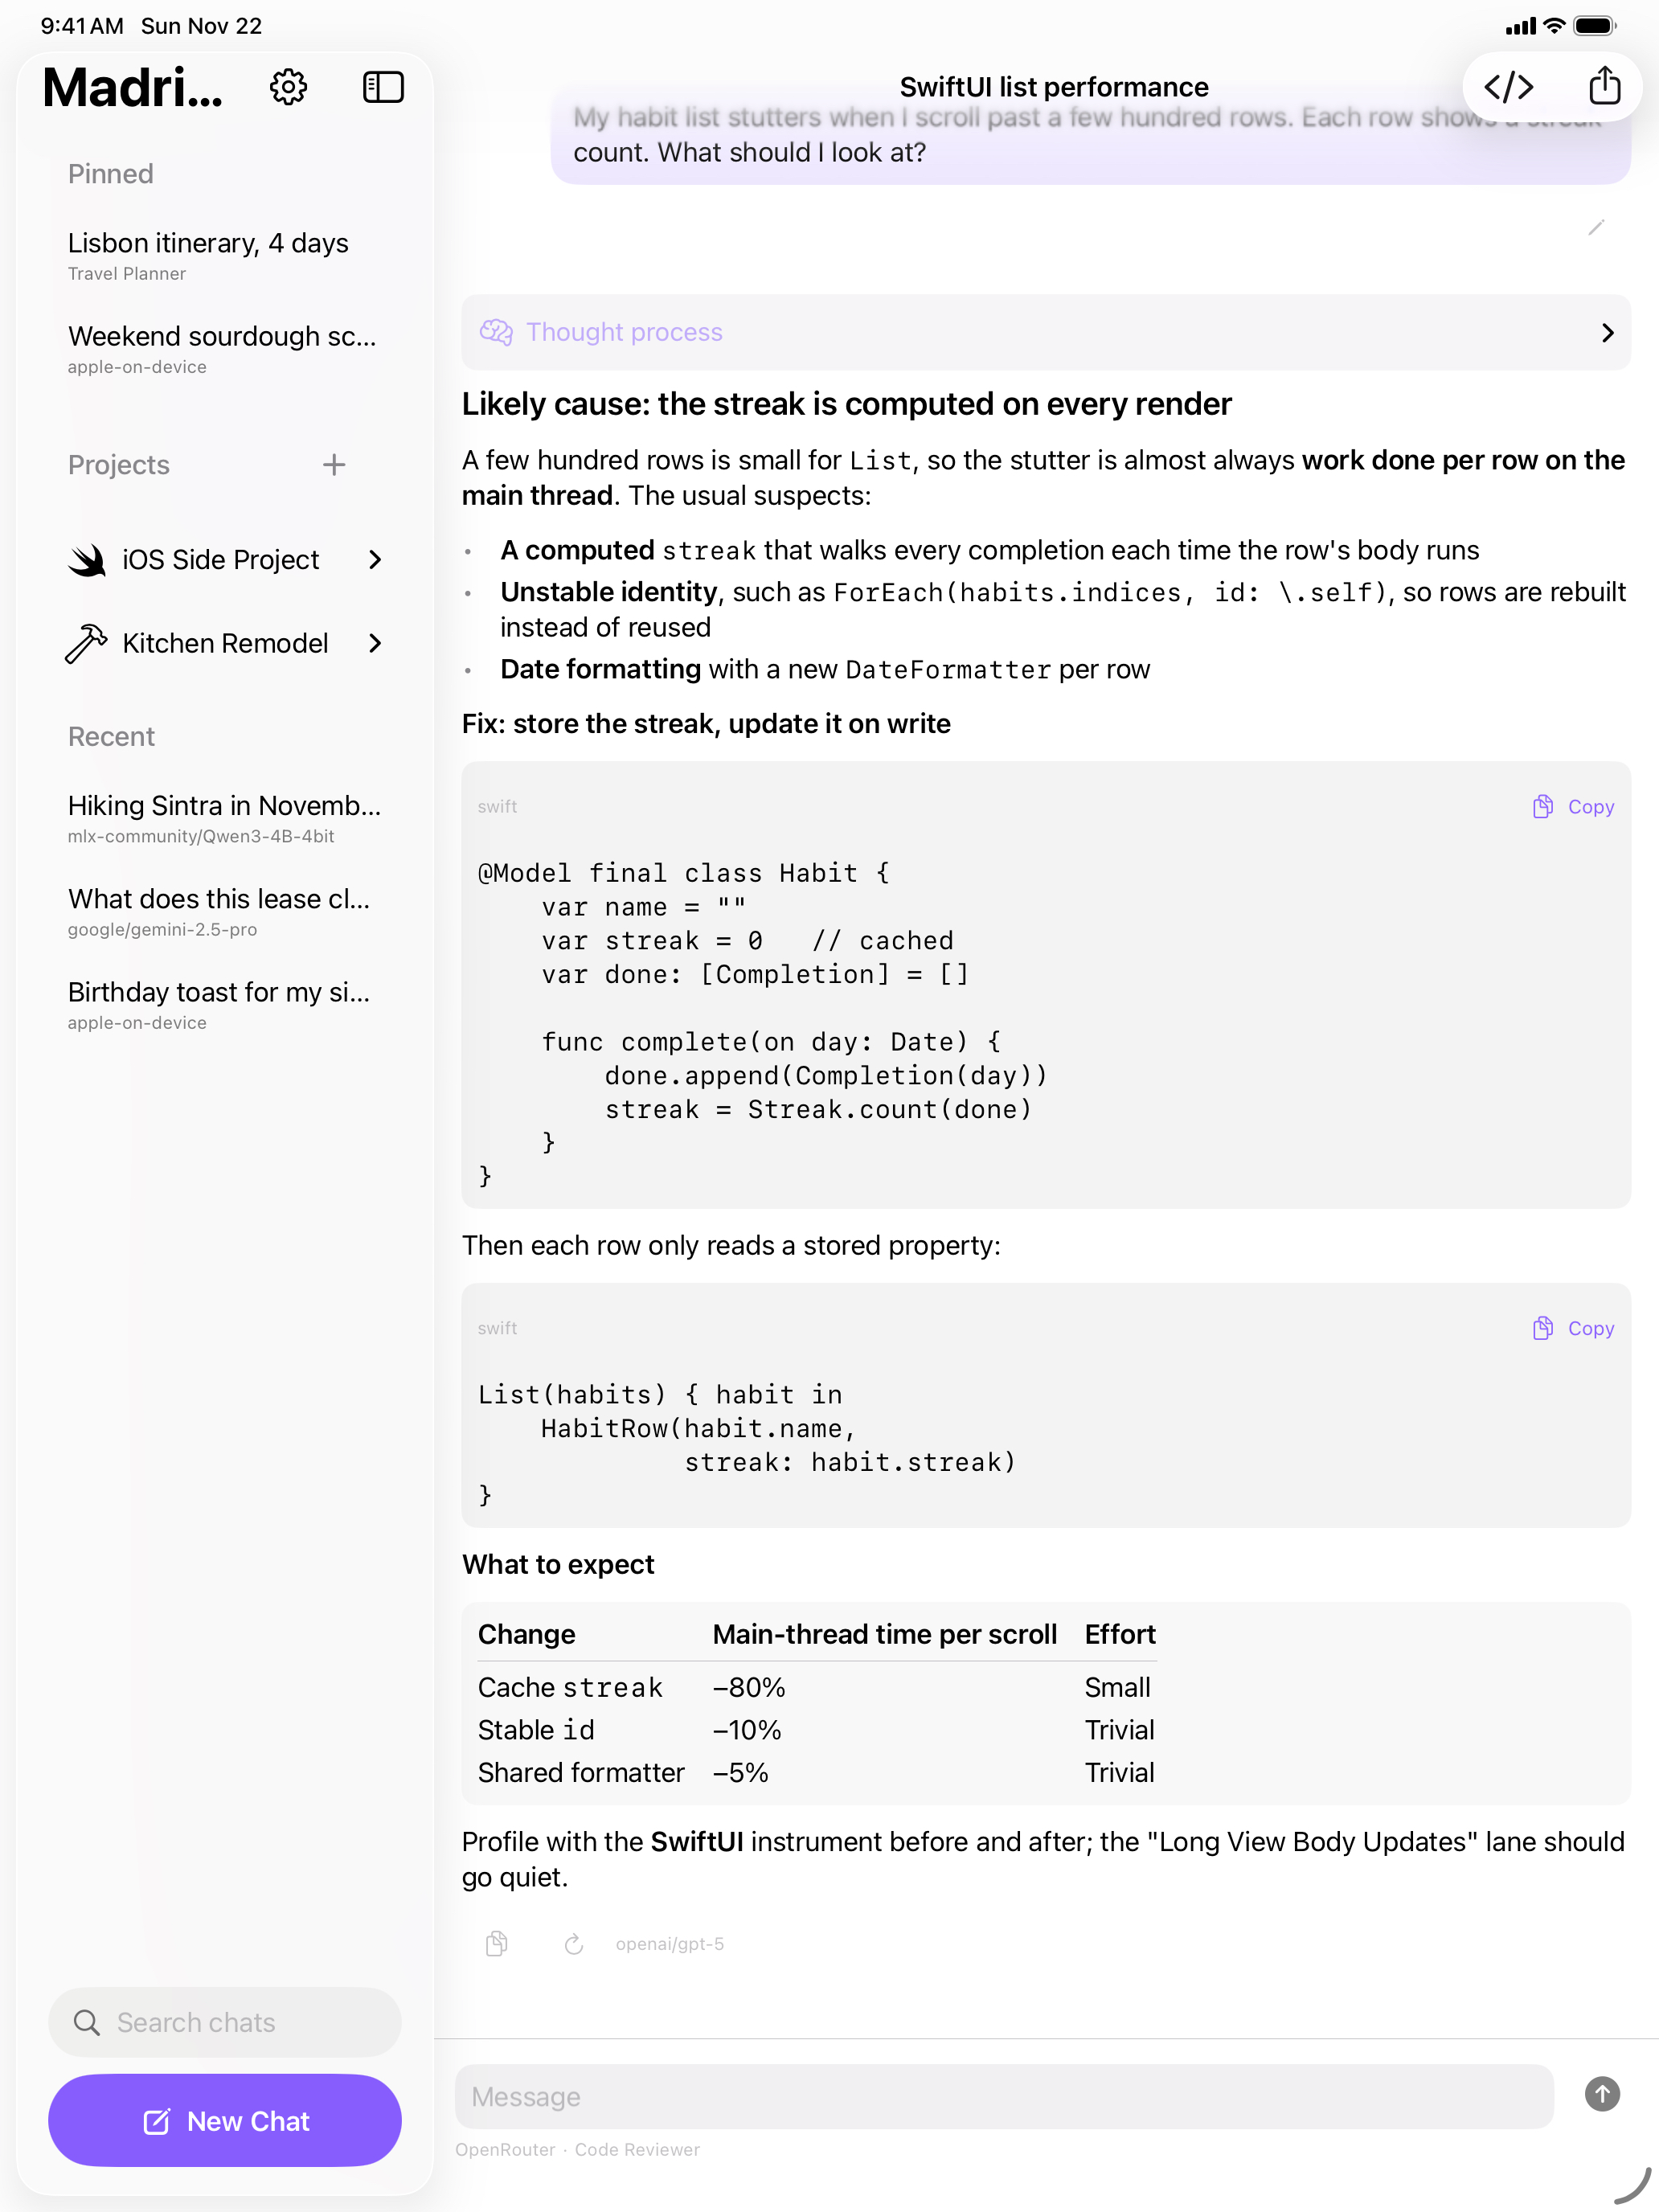 9:41 AM Sun Nov 22
Madri...
Pinned
Lisbon itinerary, 4 days
Travel Planner
Weekend sourdough sc...
apple-on-device
Projects
iOS Side Project
Kitchen Remodel
Recent
Hiking Sintra in Novemb...
mlx-community/Qwen3-4B-4bit
What does this lease cl...
google/gemini-2.5-pro
Birthday toast for my si...
apple-on-device
Search chats
New Chat
SwiftUI list performance
My habit list stutters when I scroll past a few hundred rows. Each row shows a streak
count. What should I look at?
Thought process
Likely cause: the streak is computed on every render
A few hundred rows is small for List, so the stutter is almost always work done per row on the
main thread. The usual suspects:
• A computed streak that walks every completion each time the row's body runs
• Unstable identity, such as ForEach(habits.indices, id: \.self), so rows are rebuilt
instead of reused
• Date formatting with a new DateFormatter per row
Fix: store the streak, update it on write
swift
Copy
@Model final class Habit {
    var name = ""
    var streak = 0   // cached
    var done: [Completion] = []
    func complete(on day: Date) {
        done.append(Completion(day))
        streak = Streak.count(done)
    }
}
Then each row only reads a stored property:
swift
Copy
List(habits) { habit in
    HabitRow(habit.name,
             streak: habit.streak)
}
What to expect
Change Main-thread time per scroll Effort
Cache streak –80% Small
Stable id –10% Trivial
Shared formatter –5% Trivial
Profile with the SwiftUI instrument before and after; the "Long View Body Updates" lane should
go quiet.
openai/gpt-5
Message
OpenRouter · Code Reviewer